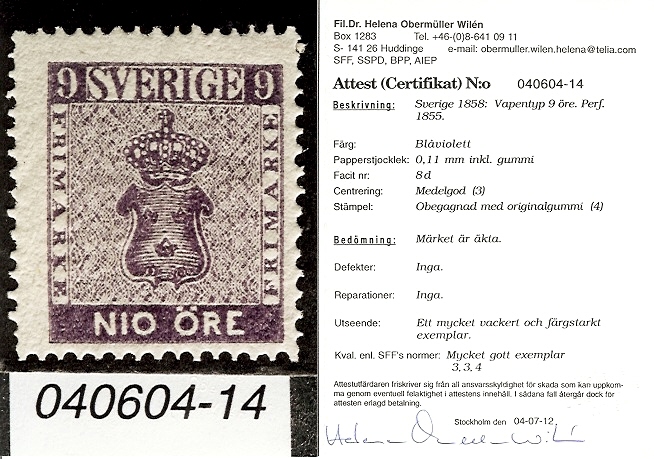 9 SVERIGE 9
FRIMÄRKE
FRIMÄRKE
NIO ÖRE
040604-14
Fil.Dr. Helena Obermüller Wilén
Box 1283 Tel. +46-(0)8-641 09 11
S- 141 26 Huddinge e-mail: obermuller.wilen.helena@telia.com
SFF, SSPD, BPP, AIEP
Attest (Certifikat) N:o 040604-14
Beskrivning: Sverige 1858: Vapentyp 9 öre. Perf.
1855.
Färg: Blåviolett
Papperstjocklek: 0,11 mm inkl. gummi
Facit nr: 8d
Centrering: Medelgod (3)
Stämpel: Obegagnad med originalgummi (4)
Bedömning: Märket är äkta.
Defekter: Inga.
Reparationer: Inga.
Utseende: Ett mycket vackert och färgstarkt
exemplar.
Kval. enl. SFF's normer: Mycket gott exemplar
3,3,4
Attestutfärdaren friskriver sig från all ansvarsskyldighet för skada som kan uppkom-
ma genom eventuell felaktighet i attestens innehåll. I sådana fall återgår dock för
attesten erlagd betalning.
Stockholm den 04-07-12
Helena Obermüller Wilén